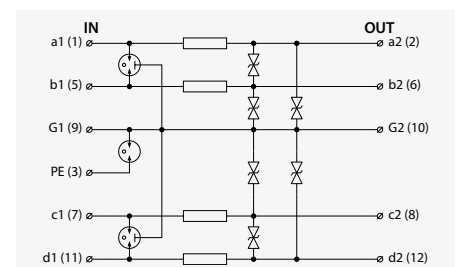 IN OUT
a1 (1) a2 (2)
b1 (5) b2 (6)
G1 (9) G2 (10)
PE (3)
c1 (7) c2 (8)
d1 (11) d2 (12)